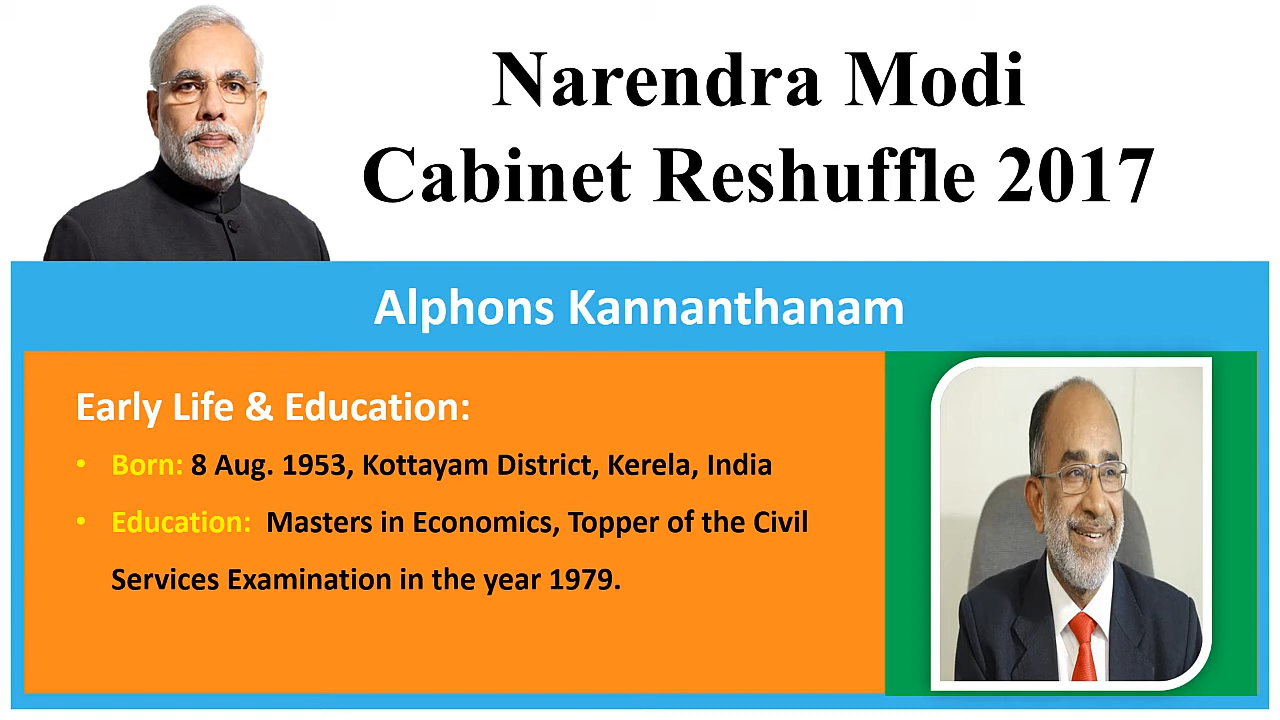 Narendra Modi
Cabinet Reshuffle 2017
Alphons Kannanthanam
Early Life & Education:
• Born: 8 Aug. 1953, Kottayam District, Kerela, India
• Education: Masters in Economics, Topper of the Civil
Services Examination in the year 1979.